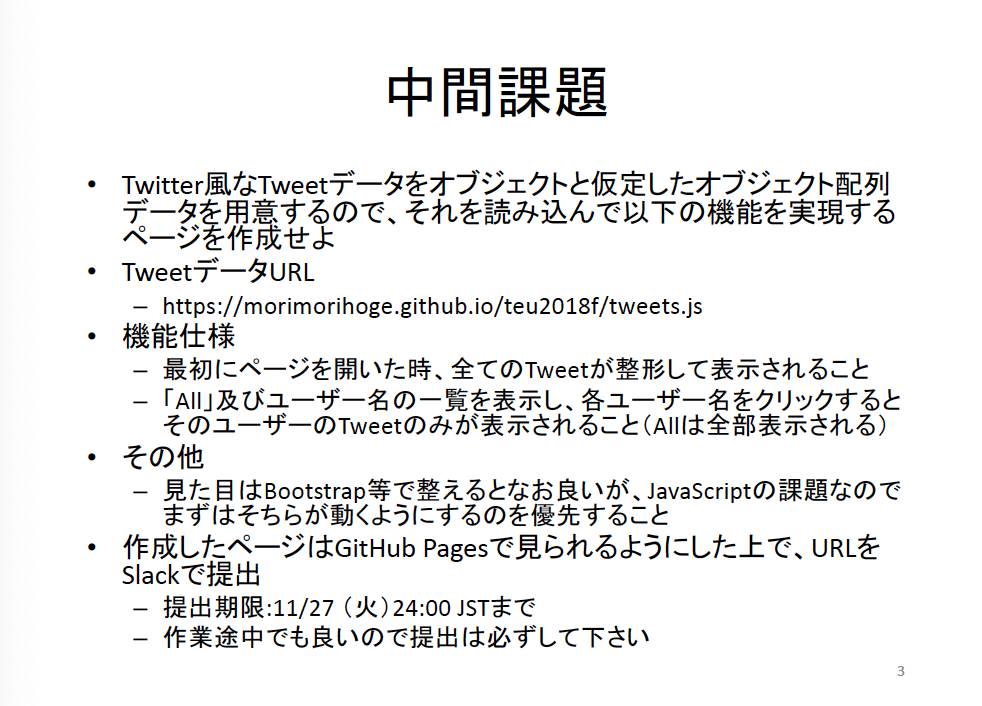 中間課題
• Twitter風なTweetデータをオブジェクトと仮定したオブジェクト配列
データを用意するので、それを読み込んで以下の機能を実現する
ページを作成せよ
• TweetデータURL
– https://morimorihoge.github.io/teu2018f/tweets.js
• 機能仕様
– 最初にページを開いた時、全てのTweetが整形して表示されること
– 「All」及びユーザー名の一覧を表示し、各ユーザー名をクリックすると
そのユーザーのTweetのみが表示されること（Allは全部表示される）
• その他
– 見た目はBootstrap等で整えるとなお良いが、JavaScriptの課題なので
まずはそちらが動くようにするのを優先すること
• 作成したページはGitHub Pagesで見られるようにした上で、URLを
Slackで提出
– 提出期限:11/27 （火）24:00 JSTまで
– 作業途中でも良いので提出は必ずして下さい
3